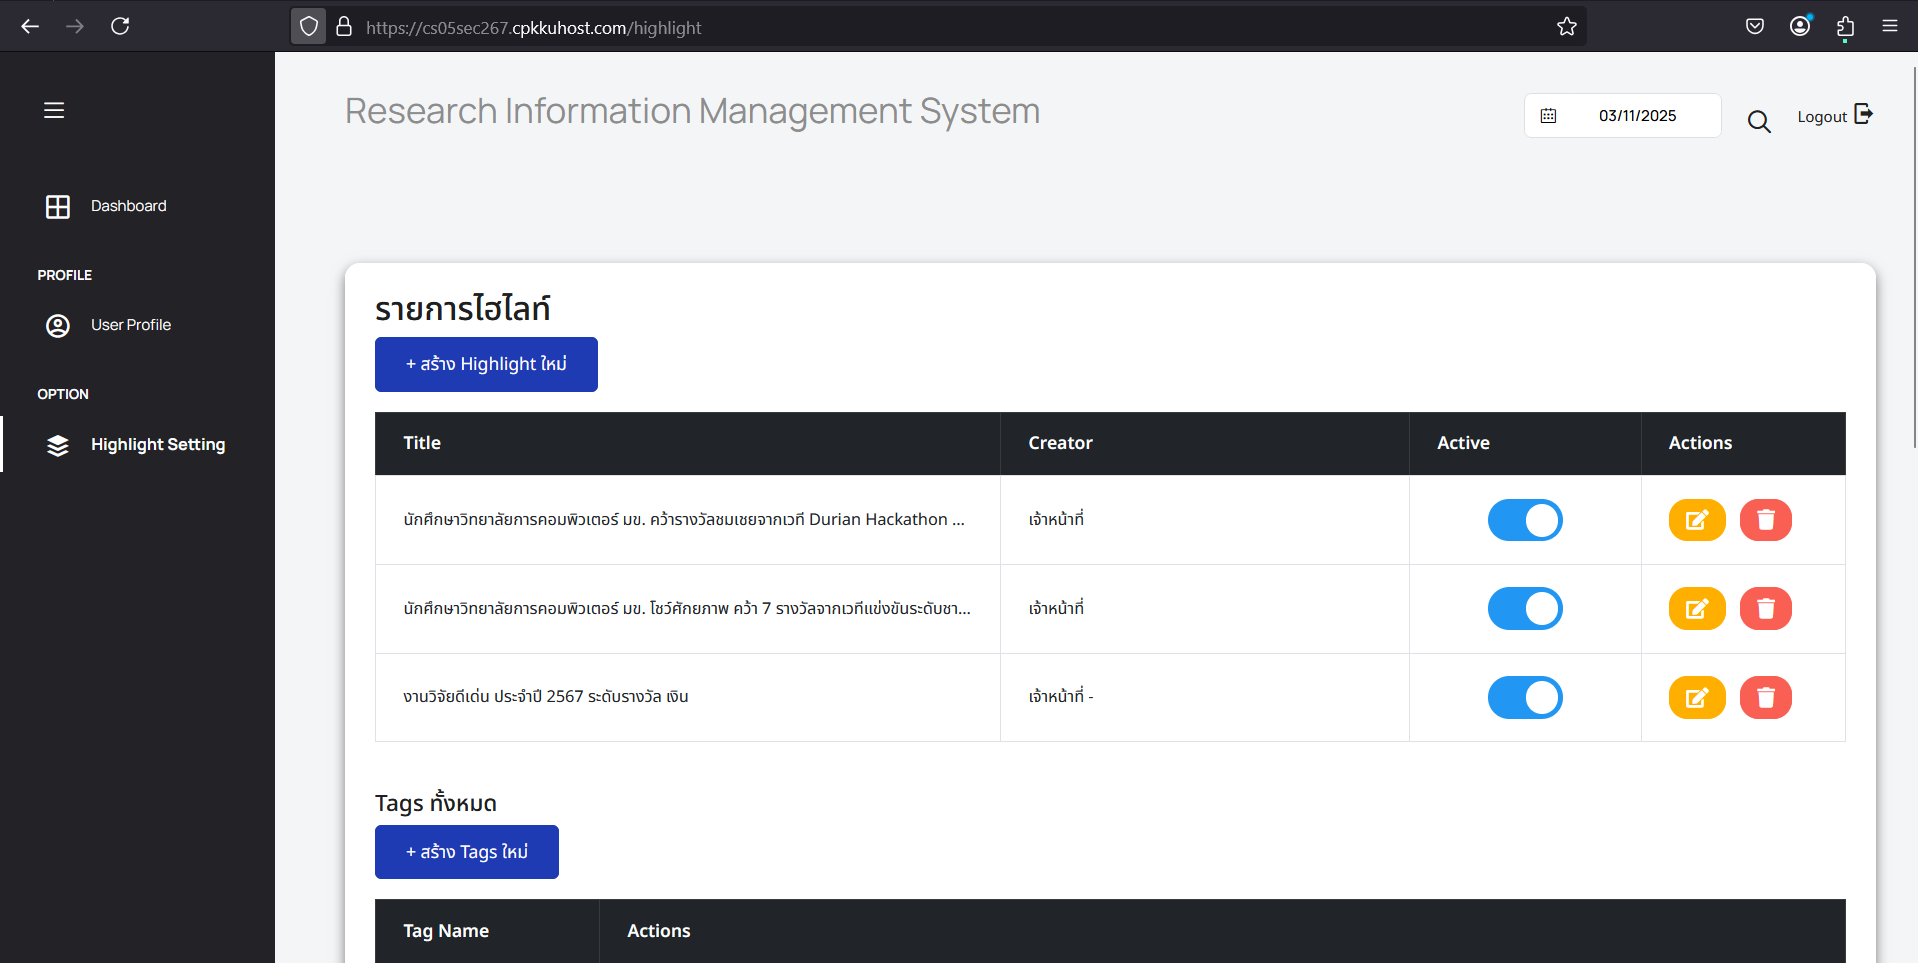 https://cs05sec267.cpkkuhost.com/highlight
Research Information Management System
03/11/2025
Logout
Dashboard
PROFILE
User Profile
OPTION
Highlight Setting
รายการไฮไลท์
+ สร้าง Highlight ใหม่
Title Creator Active Actions
นักศึกษาวิทยาลัยการคอมพิวเตอร์ มข. คว้ารางวัลชมเชยจากเวที Durian Hackathon ... เจ้าหน้าที่
นักศึกษาวิทยาลัยการคอมพิวเตอร์ มข. โชว์ศักยภาพ คว้า 7 รางวัลจากเวทีแข่งขันระดับชา... เจ้าหน้าที่
งานวิจัยดีเด่น ประจำปี 2567 ระดับรางวัล เงิน เจ้าหน้าที่ -
Tags ทั้งหมด
+ สร้าง Tags ใหม่
Tag Name Actions